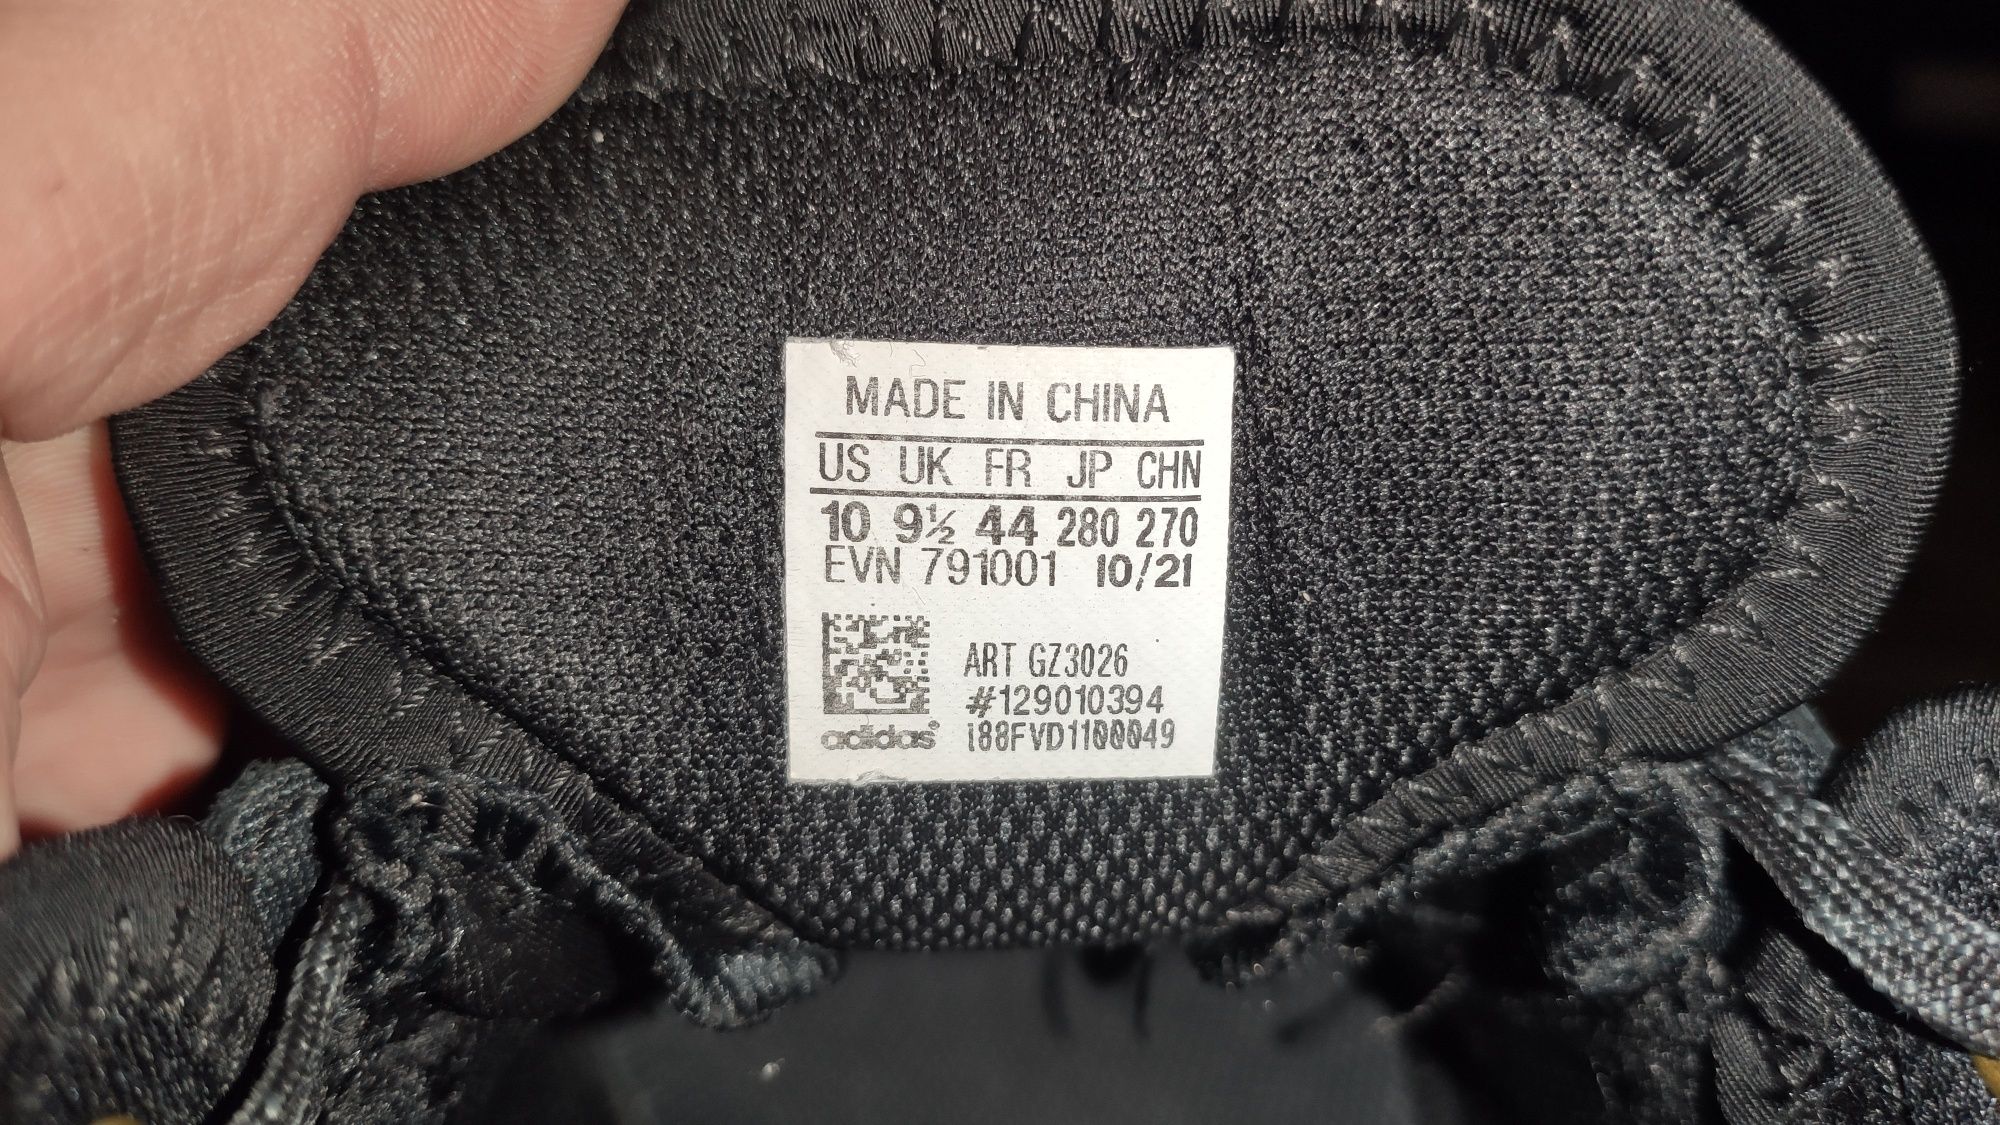 MADE IN CHINA
US UK FR JP CHN
10 9½ 44 280 270
EVN 791001 10/21
ART GZ3026
#129010394
adidas® i88FVD1100049